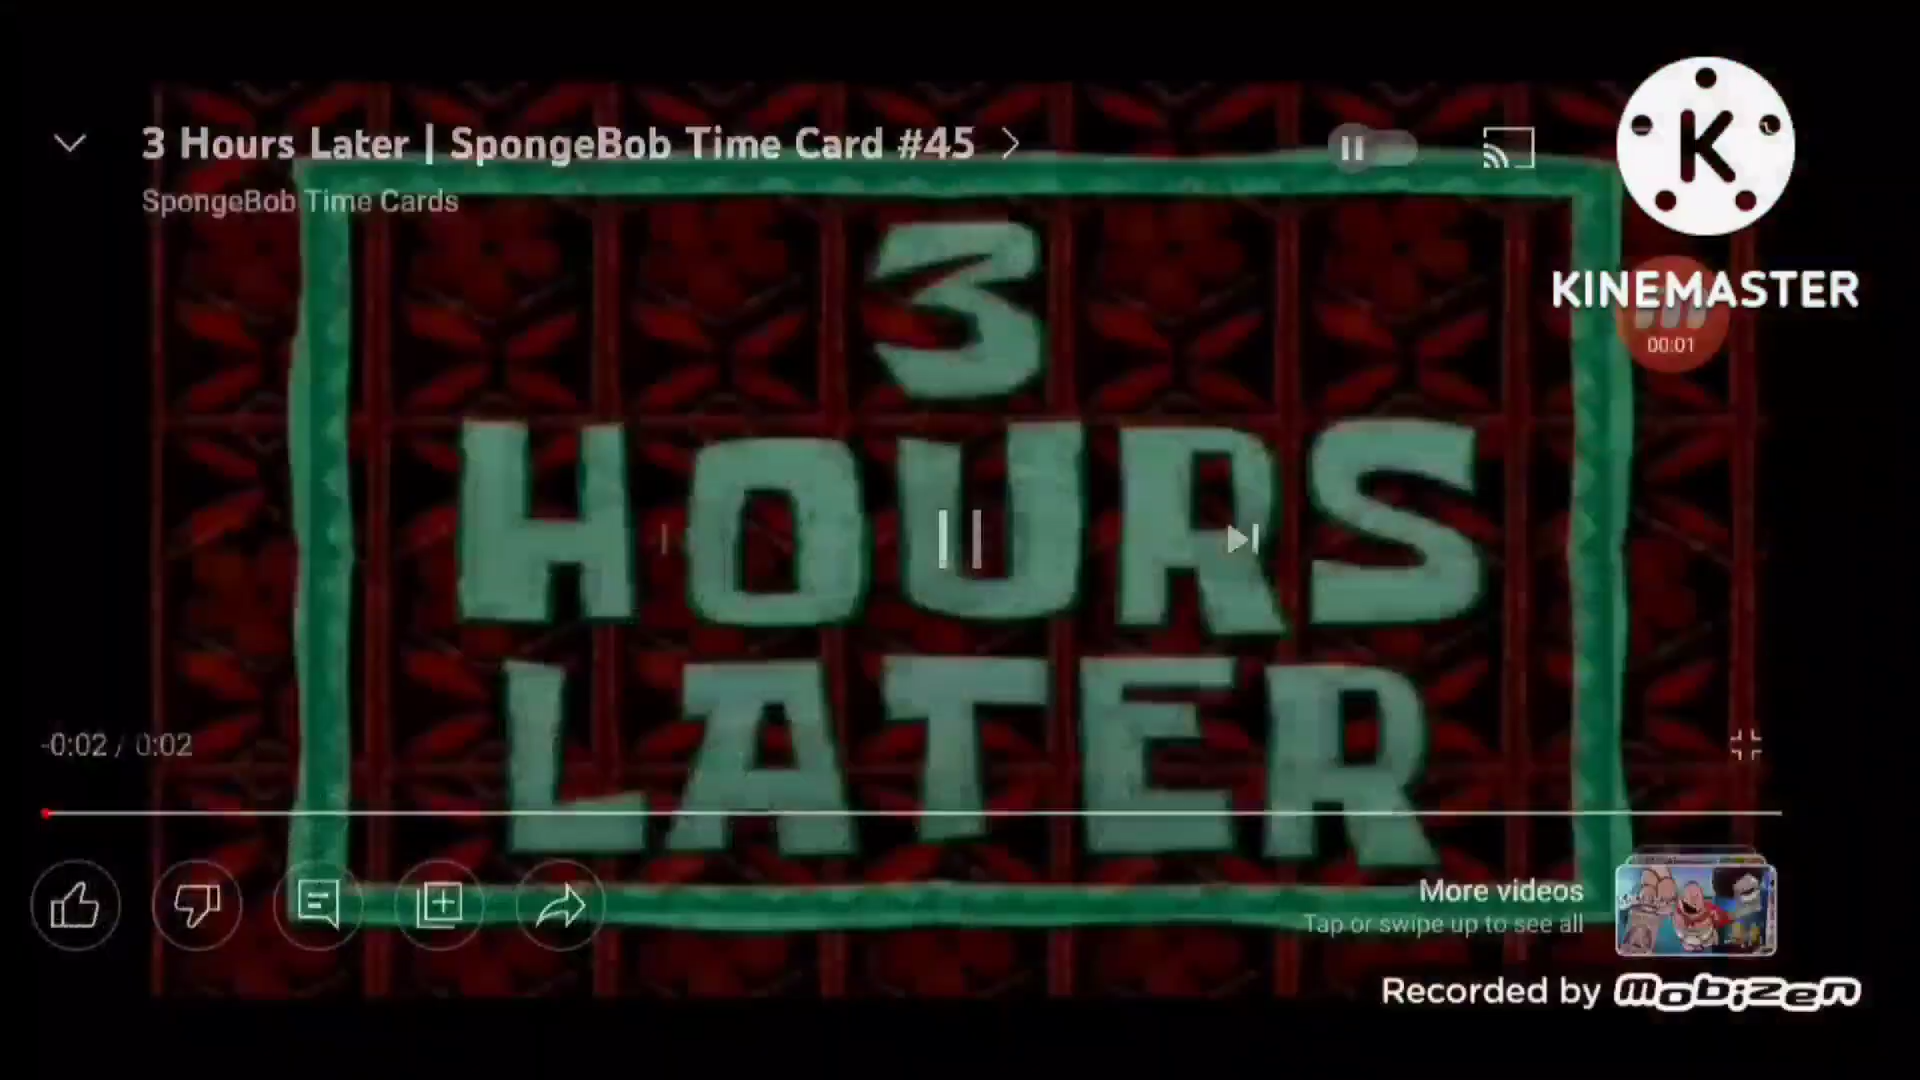 3 Hours Later | SpongeBob Time Card #45
SpongeBob Time Cards
K
KINEMASTER
00:01
3
HOURS
LATER
-0:02 / 0:02
More videos
Tap or swipe up to see all
Recorded by Mobizen